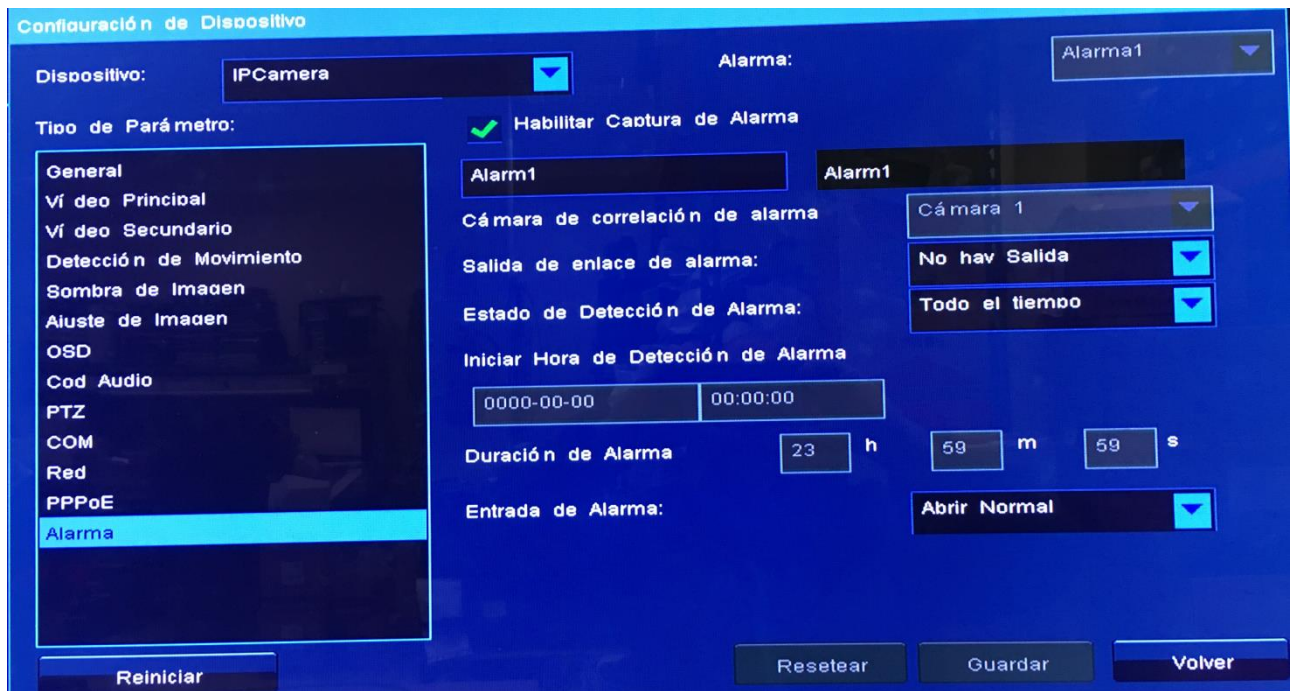 Configuración de Dispositivo
Dispositivo: IPCamera Alarma: Alarma1
Tipo de Parámetro:
Habilitar Captura de Alarma
General
Vídeo Principal
Vídeo Secundario
Detección de Movimiento
Sombra de Imagen
Ajuste de Imagen
OSD
Cod Audio
PTZ
COM
Red
PPPoE
Alarma
Alarm1 Alarm1
Cámara de correlación de alarma Cámara 1
Salida de enlace de alarma: No hay Salida
Estado de Detección de Alarma: Todo el tiempo
Iniciar Hora de Detección de Alarma
0000-00-00 00:00:00
Duración de Alarma 23 h 59 m 59 s
Entrada de Alarma: Abrir Normal
Reiniciar Resetear Guardar Volver